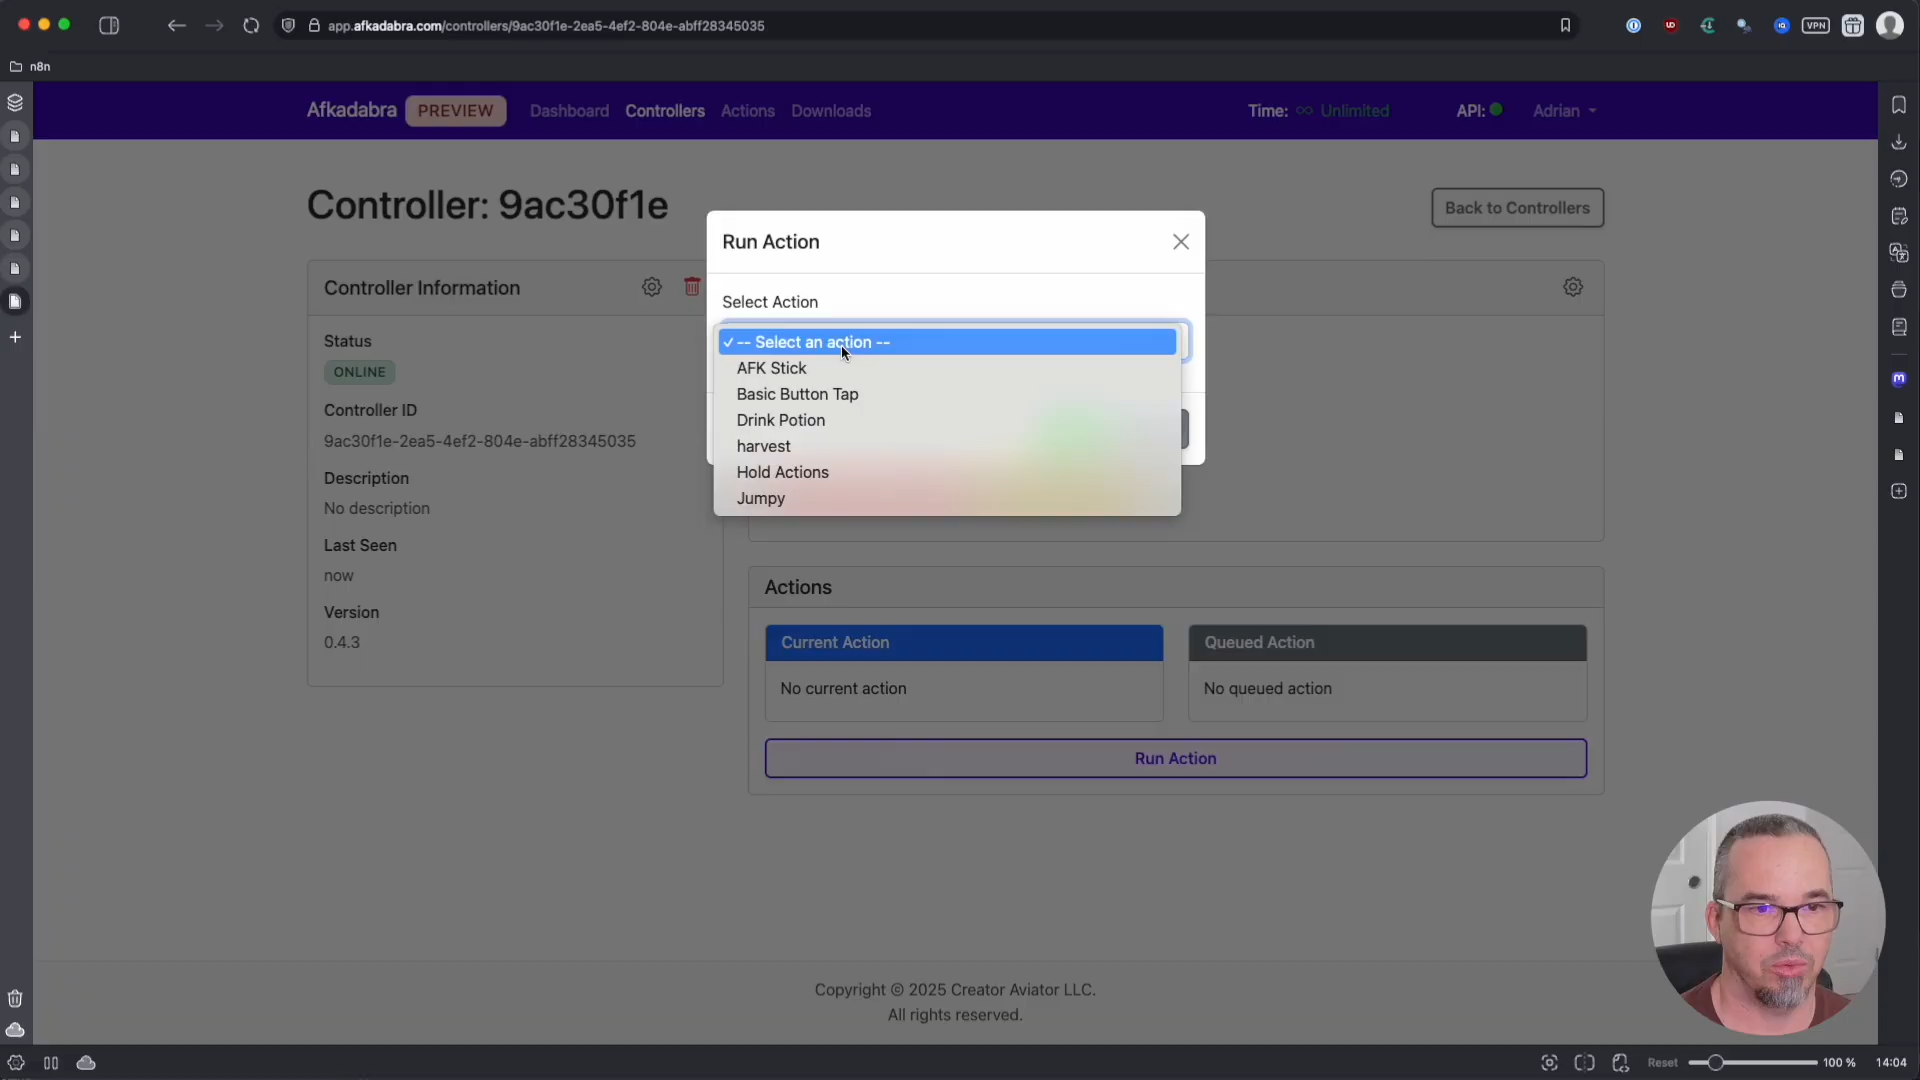 app.afkadabra.com/controllers/9ac30f1e-2ea5-4ef2-804e-abff28345035
VPN
n8n
Afkadabra
PREVIEW
Dashboard
Controllers
Actions
Downloads
Time: ∞ Unlimited
API:
Adrian
Controller: 9ac30f1e
Back to Controllers
Run Action
Select Action
✓ -- Select an action --
AFK Stick
Basic Button Tap
Drink Potion
harvest
Hold Actions
Jumpy
Controller Information
Status
ONLINE
Controller ID
9ac30f1e-2ea5-4ef2-804e-abff28345035
Description
No description
Last Seen
now
Version
0.4.3
Actions
Current Action
No current action
Queued Action
No queued action
Run Action
Copyright © 2025 Creator Aviator LLC.
All rights reserved.
Reset
100 %
14:04